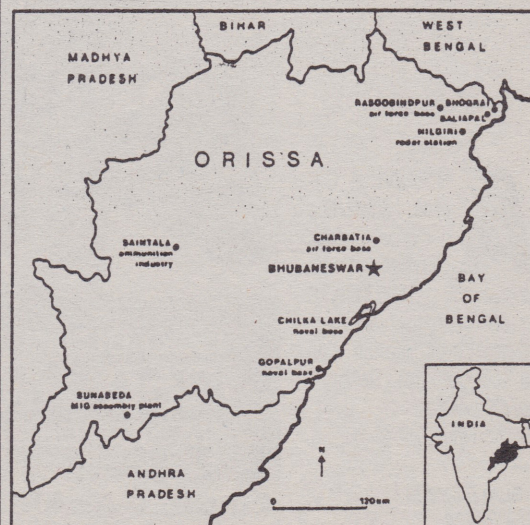 BIHAR
WEST
BENGAL
MADHYA
PRADESH
RASGOBINDPUR
air force base
BHOGRAI
BALIAPAL
NILGIRI
radar station
ORISSA
SAINTALA
ammunition
industry
CHARBATIA
air force base
BHUBANESWAR
BAY
OF
BENGAL
CHILKA LAKE
naval base
GOPALPUR
naval base
SUNABEDA
MIG assembly plant
INDIA
ANDHRA
PRADESH
N
0 120km